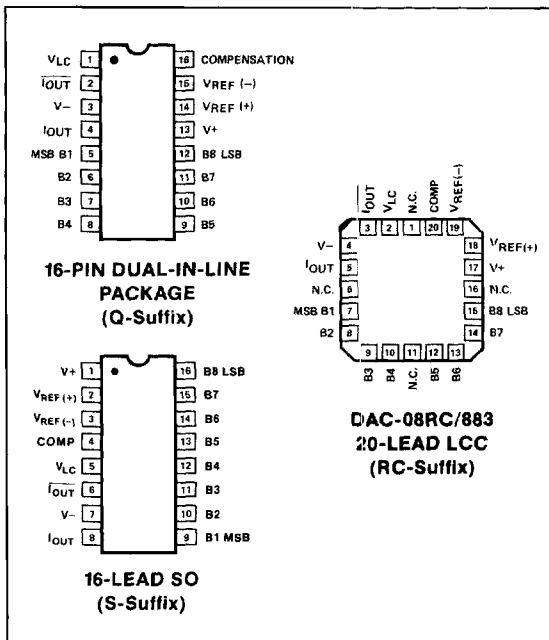 VLC 1 16 COMPENSATION
I̅O̅U̅T̅ 2 15 VREF (–)
V– 3 14 VREF (+)
IOUT 4 13 V+
MSB B1 5 12 B8 LSB
B2 6 11 B7
B3 7 10 B6
B4 8 9 B5
16-PIN DUAL-IN-LINE
PACKAGE
(Q-Suffix)
V+ 1 16 B8 LSB
VREF(+) 2 15 B7
VREF(–) 3 14 B6
COMP 4 13 B5
VLC 5 12 B4
I̅O̅U̅T̅ 6 11 B3
V– 7 10 B2
IOUT 8 9 B1 MSB
16-LEAD SO
(S-Suffix)
I̅O̅U̅T̅ VLC N.C. COMP VREF(–)
3 2 1 20 19
V– 4 18 VREF(+)
IOUT 5 17 V+
N.C. 6 16 N.C.
MSB B1 7 15 B8 LSB
B2 8 14 B7
9 10 11 12 13
B3 B4 N.C. B5 B6
DAC-08RC/883
20-LEAD LCC
(RC-Suffix)